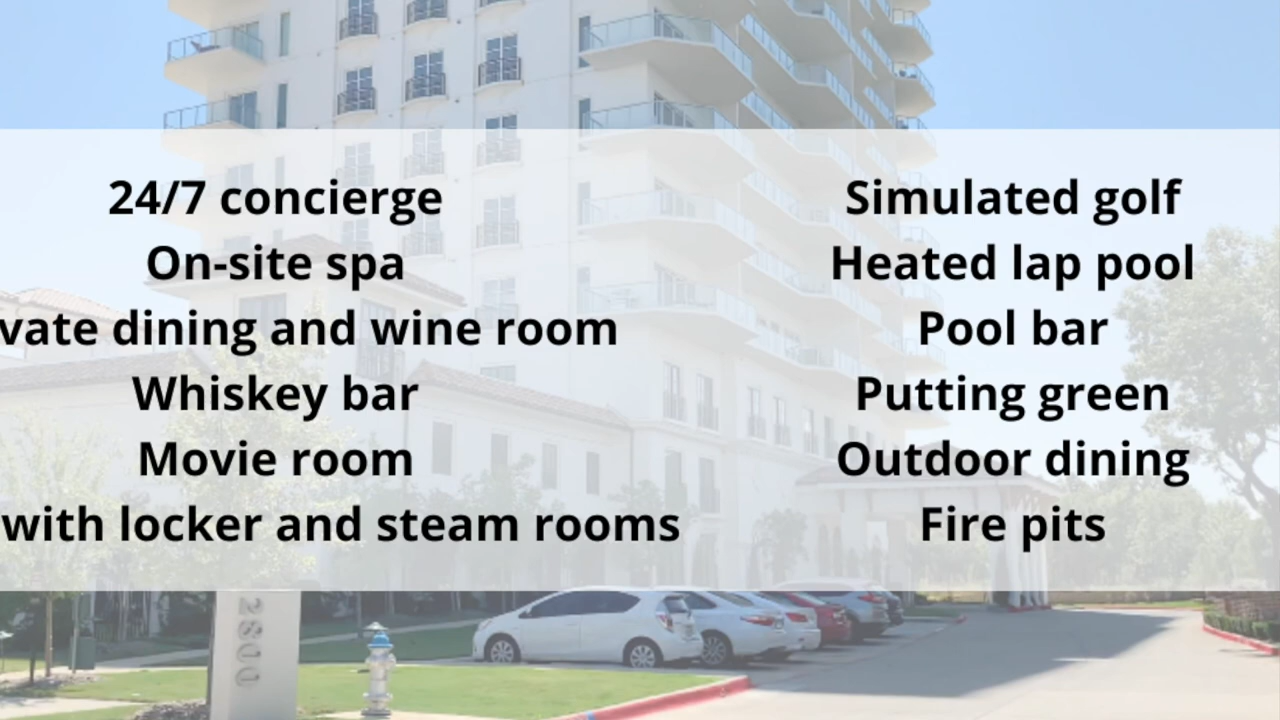 24/7 concierge
On-site spa
vate dining and wine room
Whiskey bar
Movie room
with locker and steam rooms
Simulated golf
Heated lap pool
Pool bar
Putting green
Outdoor dining
Fire pits
2800